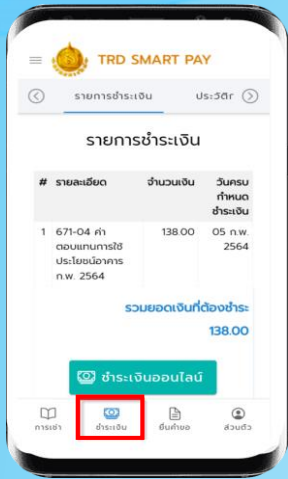 TRD SMART PAY
รายการชำระเงิน ประวัติก
รายการชำระเงิน
# รายละเอียด จำนวนเงิน วันครบ
กำหนด
ชำระเงิน
1 671-04 ค่า 138.00 05 ก.พ.
ตอบแทนการใช้ 2564
ประโยชน์อาคาร
ก.พ. 2564
รวมยอดเงินที่ต้องชำระ
138.00
ชำระเงินออนไลน์
การเช่า ชำระเงิน ยื่นคำขอ ส่วนตัว